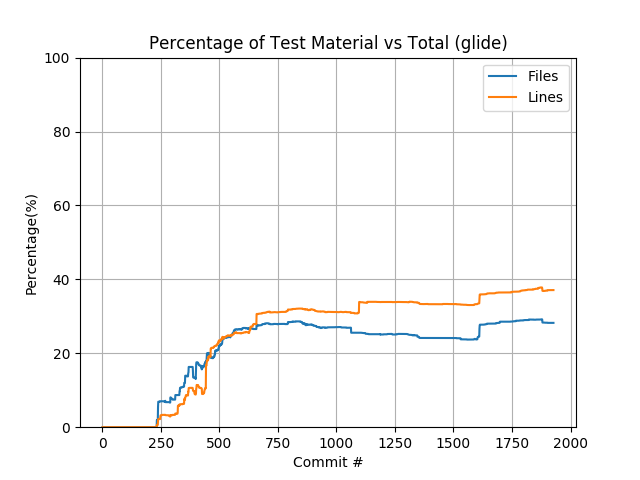 Percentage of Test Material vs Total (glide)
Files
Lines
100
80
60
40
20
0
Percentage(%)
0 250 500 750 1000 1250 1500 1750 2000
Commit #